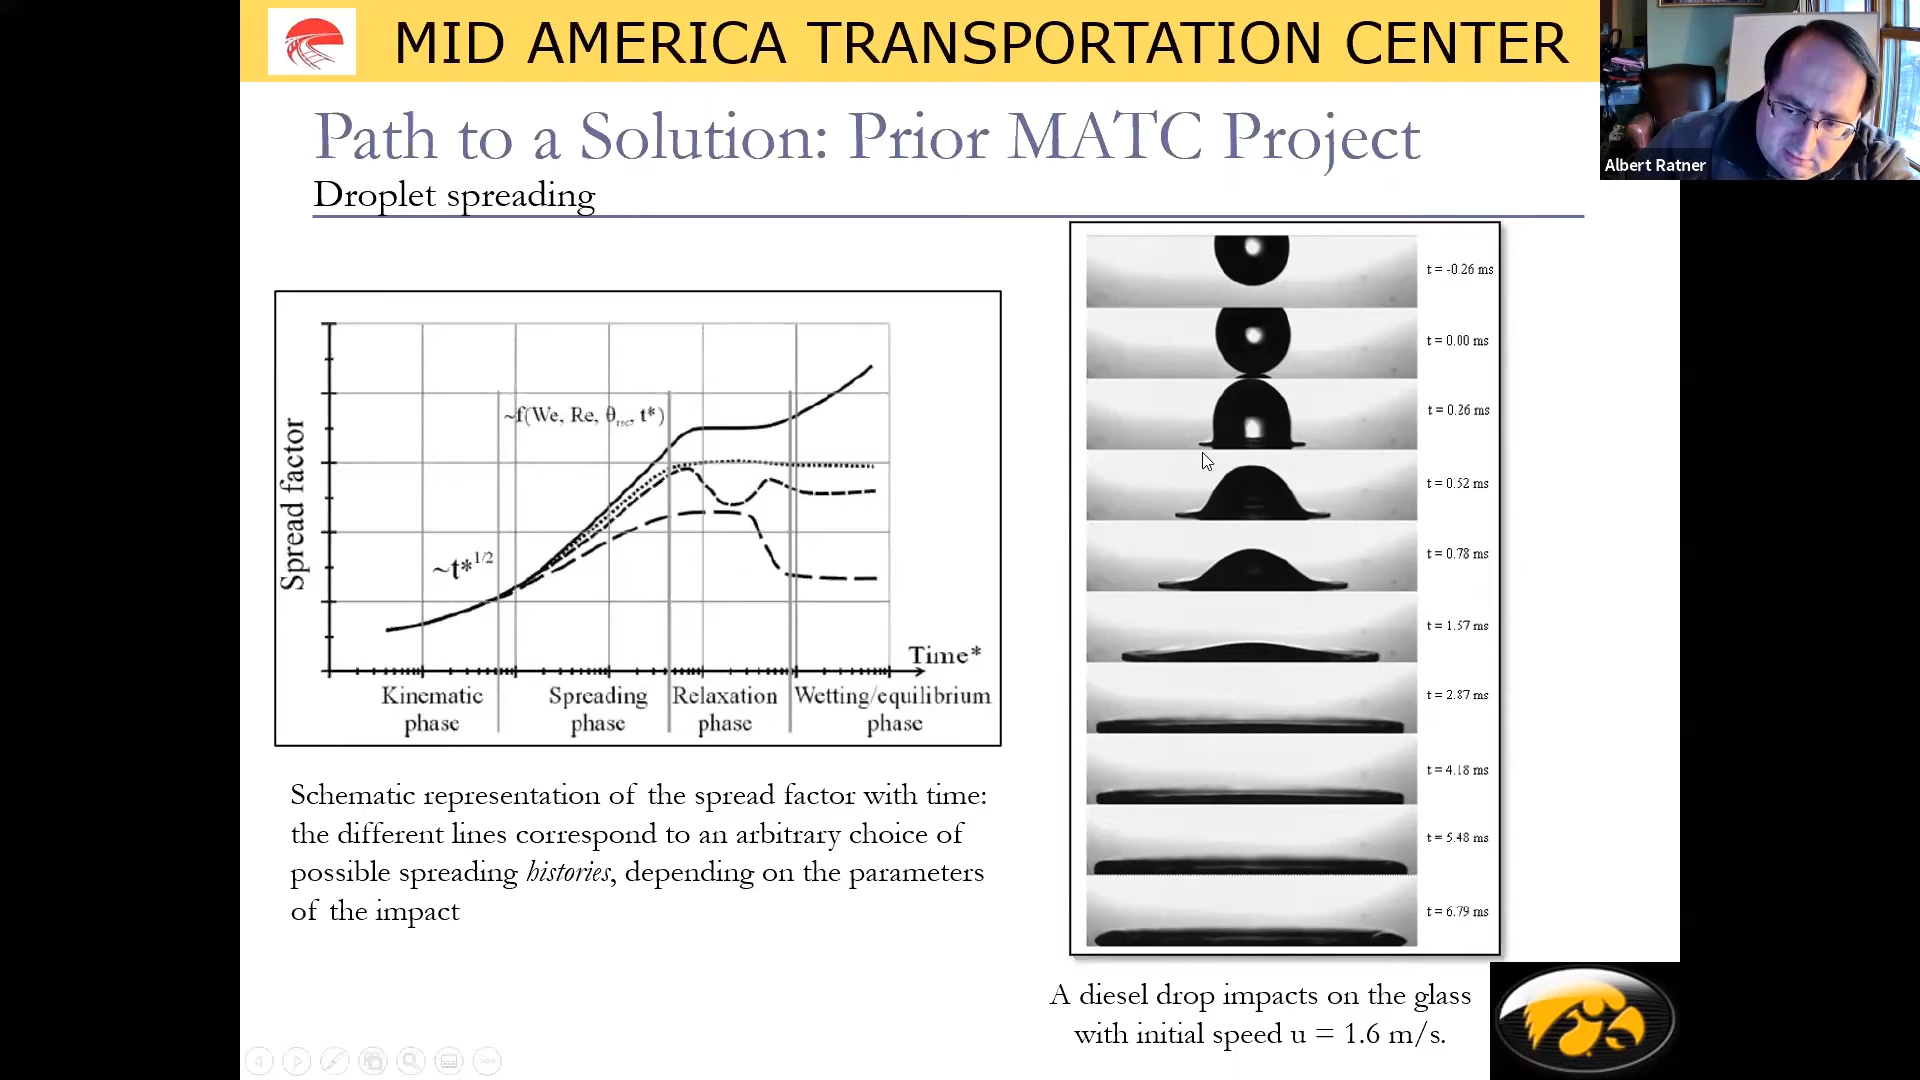 MID AMERICA TRANSPORTATION CENTER
Albert Ratner
Path to a Solution: Prior MATC Project
Droplet spreading
~f(We, Re, θrec, t*)
~t*1/2
Spread factor
Time*
Kinematic phase
Spreading phase
Relaxation phase
Wetting/equilibrium phase
Schematic representation of the spread factor with time:
the different lines correspond to an arbitrary choice of
possible spreading histories, depending on the parameters
of the impact
t = -0.26 ms
t = 0.00 ms
t = 0.26 ms
t = 0.52 ms
t = 0.78 ms
t = 1.57 ms
t = 2.87 ms
t = 4.18 ms
t = 5.48 ms
t = 6.79 ms
A diesel drop impacts on the glass
with initial speed u = 1.6 m/s.